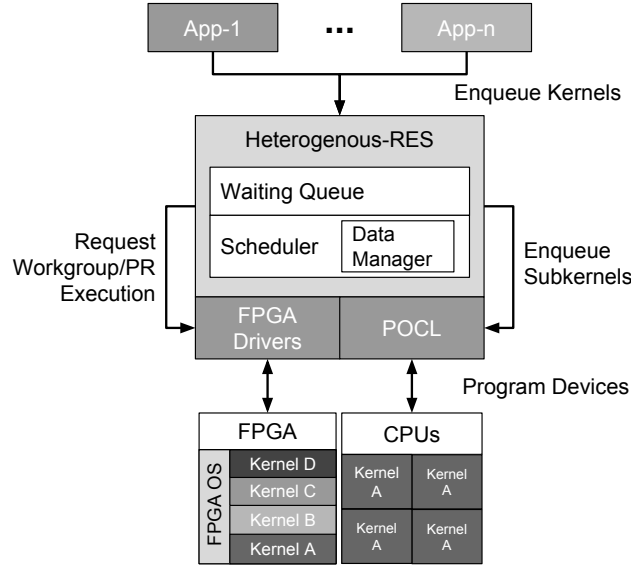 App-1
...
App-n
Enqueue Kernels
Heterogenous-RES
Waiting Queue
Scheduler
Data
Manager
Request
Workgroup/PR
Execution
Enqueue
Subkernels
FPGA
Drivers
POCL
Program Devices
FPGA
FPGA OS
Kernel D
Kernel C
Kernel B
Kernel A
CPUs
Kernel
A
Kernel
A
Kernel
A
Kernel
A